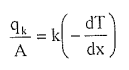 q_k/A = k(-dT/dx)